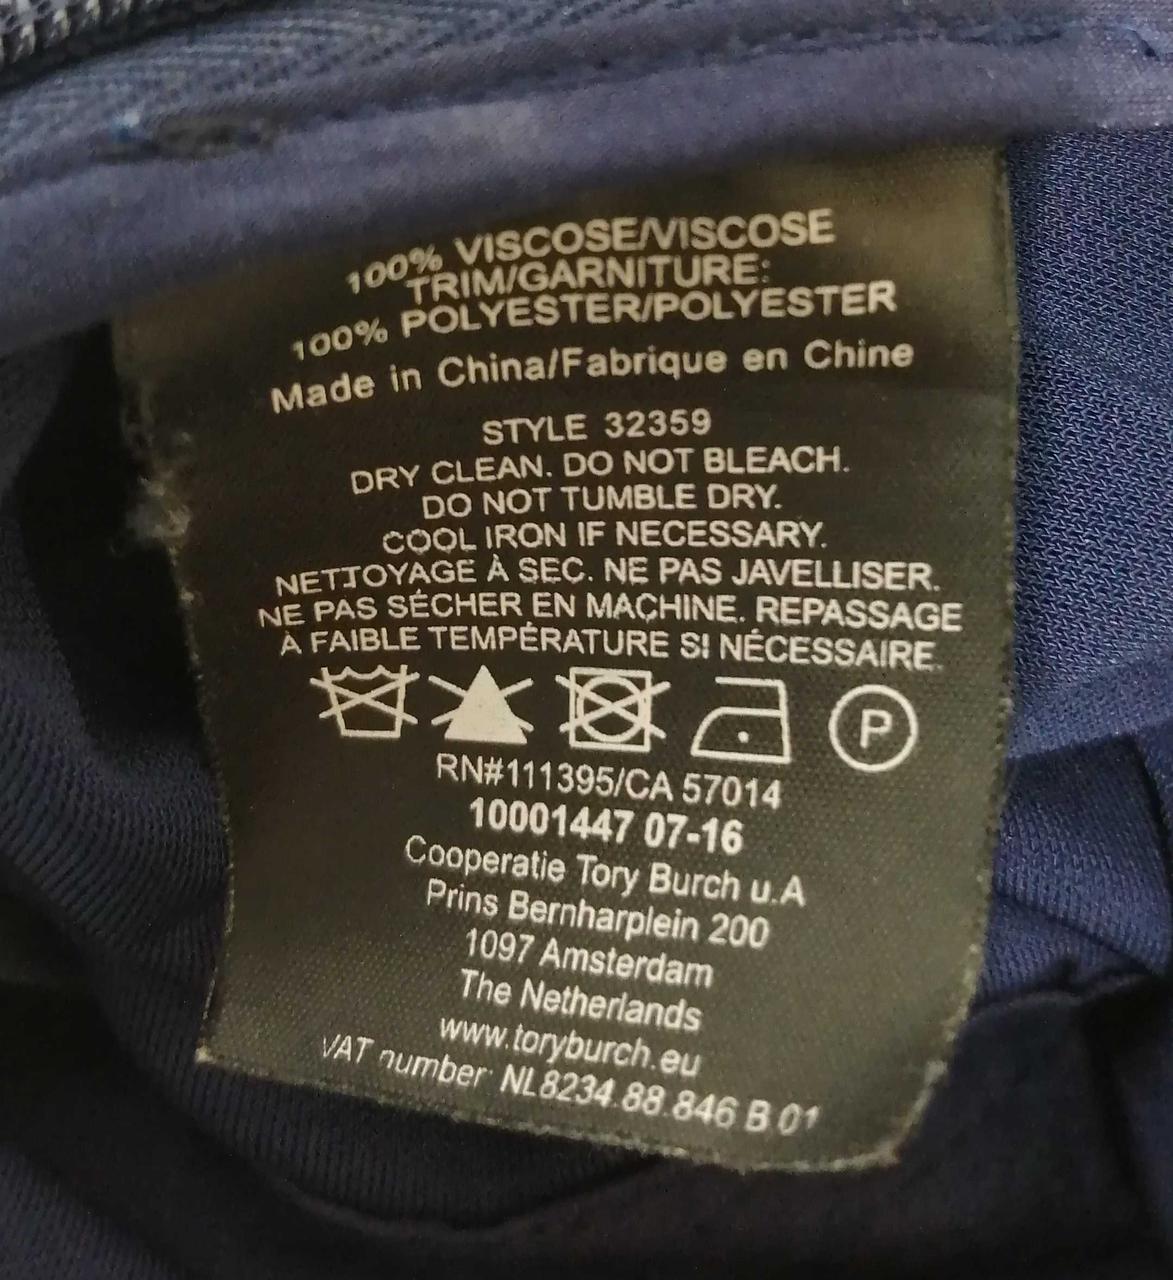 100% VISCOSE/VISCOSE
TRIM/GARNITURE:
100% POLYESTER/POLYESTER
Made in China/Fabrique en Chine
STYLE 32359
DRY CLEAN. DO NOT BLEACH.
DO NOT TUMBLE DRY.
COOL IRON IF NECESSARY.
NETTOYAGE À SEC. NE PAS JAVELLISER.
NE PAS SÉCHER EN MACHINE. REPASSAGE
À FAIBLE TEMPÉRATURE SI NÉCESSAIRE.
P
RN#111395/CA 57014
10001447 07-16
Cooperatie Tory Burch u.A
Prins Bernharplein 200
1097 Amsterdam
The Netherlands
www.toryburch.eu
VAT number: NL8234.88.846 B 01